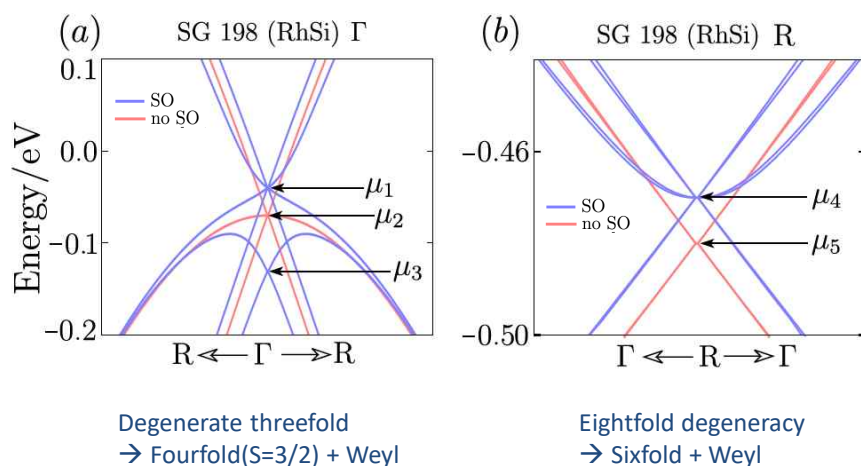 (a) SG 198 (RhSi) Γ
0.1
0.0
-0.1
-0.2
Energy/eV
SO
no SO
μ1
μ2
μ3
R Γ R
Degenerate threefold
→ Fourfold(S=3/2) + Weyl
(b) SG 198 (RhSi) R
-0.46
-0.50
SO
no SO
μ4
μ5
Γ R Γ
Eightfold degeneracy
→ Sixfold + Weyl